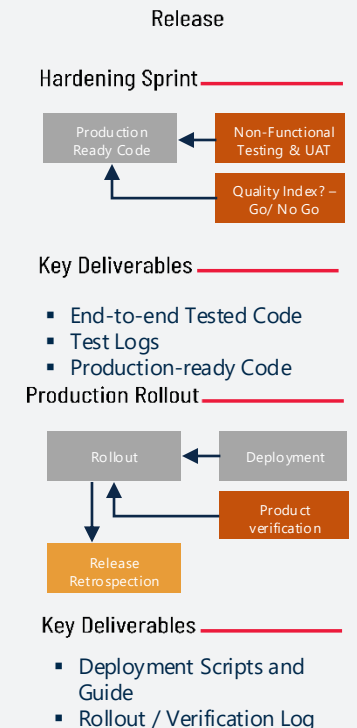 Release
Hardening Sprint
Production
Ready Code
Non-Functional
Testing & UAT
Quality Index? –
Go/ No Go
Key Deliverables
▪ End-to-end Tested Code
▪ Test Logs
▪ Production-ready Code
Production Rollout
Rollout
Deployment
Product
verification
Release
Retrospection
Key Deliverables
▪ Deployment Scripts and
Guide
▪ Rollout / Verification Log